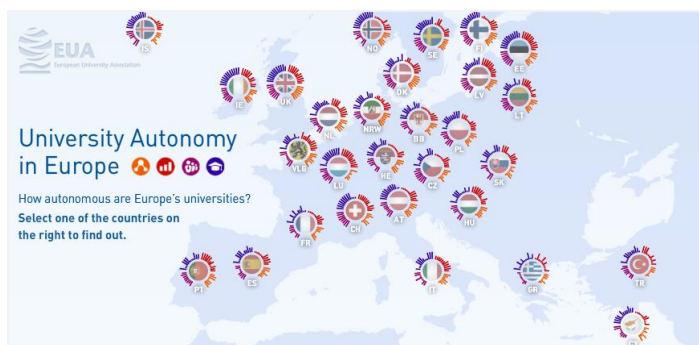 EUA
European University Association
University Autonomy
in Europe
How autonomous are Europe's universities?
Select one of the countries on
the right to find out.
IS
NO
SE
FI
EE
IE
UK
DK
LV
LT
NL
NRW
BB
PL
VLB
LU
HE
CZ
SK
FR
CH
AT
HU
PT
ES
IT
GR
TR